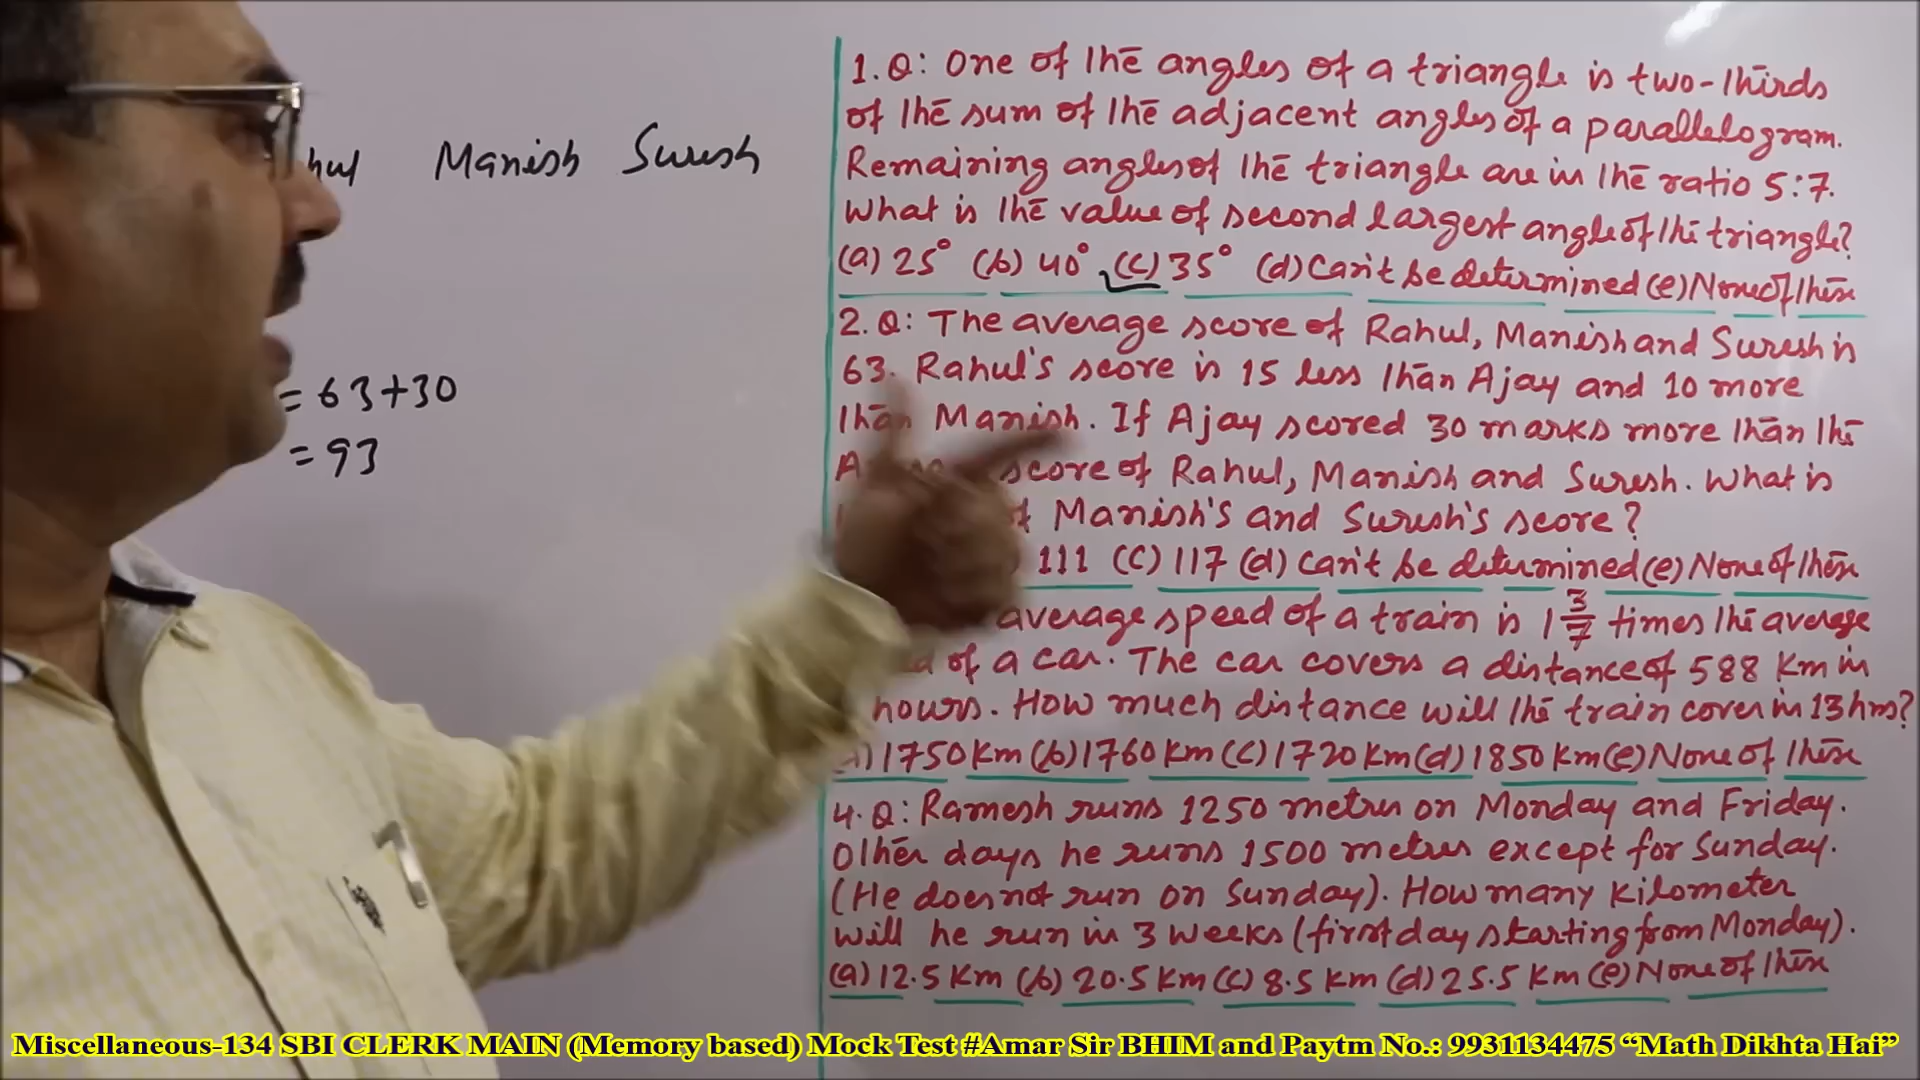 Manish Suresh
= 63+30
= 93
1.Q: One of the angles of a triangle is two-thirds
of the sum of the adjacent angles of a parallelogram.
Remaining angles of the triangle are in the ratio 5:7.
What is the value of second largest angle of the triangle?
(a) 25° (b) 40° (c) 35° (d) Can't be determined (e) None of these
2.Q: The average score of Rahul, Manish and Suresh is
63. Rahul's score is 15 less than Ajay and 10 more
than Manish. If Ajay scored 30 marks more than the
score of Rahul, Manish and Suresh. What is
Manish's and Suresh's score?
111 (c) 117 (d) Can't be determined (e) None of these
average speed of a train is 1 3/7 times the average
of a car. The car covers a distance of 588 Km in
hours. How much distance will the train cover in 13 hrs?
(a) 1750 Km (b) 1760 Km (c) 1720 Km (d) 1850 Km (e) None of these
4.Q: Ramesh runs 1250 metres on Monday and Friday.
Other days he runs 1500 metres except for Sunday.
(He does not run on Sunday). How many kilometer
will he run in 3 weeks (first day starting from Monday).
(a) 12.5 Km (b) 20.5 Km (c) 8.5 Km (d) 25.5 Km (e) None of these
Miscellaneous-134 SBI CLERK MAIN (Memory based) Mock Test #Amar Sir BHIM and Paytm No.: 9931134475 “Math Dikhta Hai”